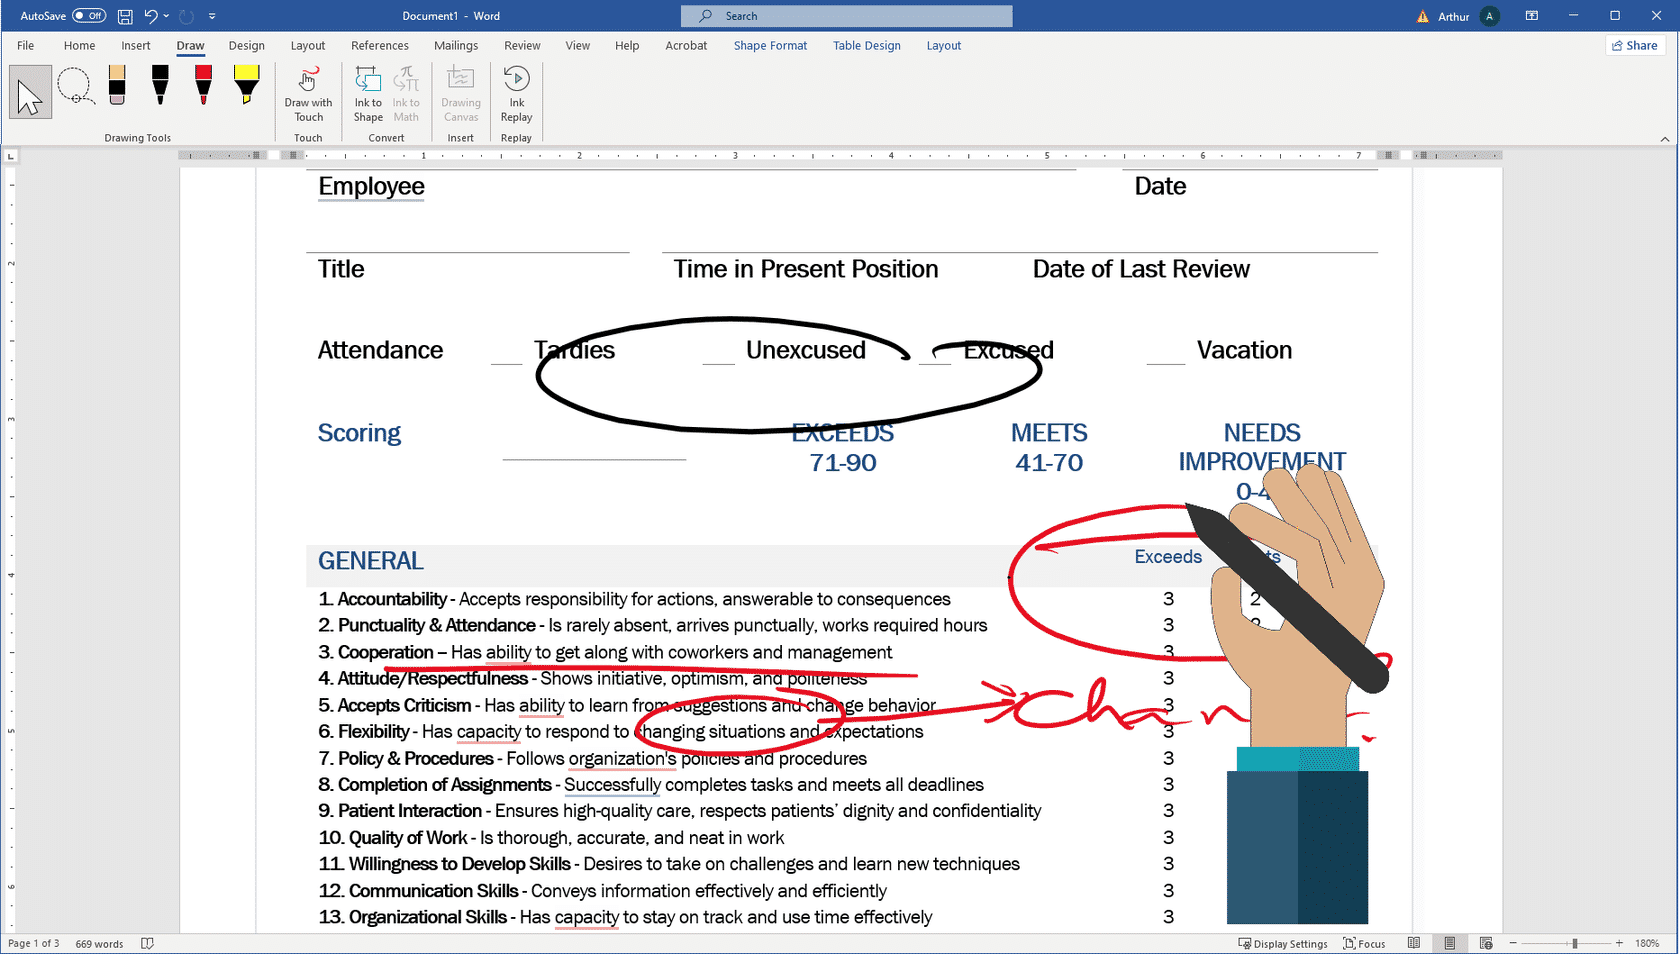 AutoSave Off Document1 - Word Search Arthur A
File Home Insert Draw Design Layout References Mailings Review View Help Acrobat Shape Format Table Design Layout Share
Draw with Touch
Ink to Shape
Ink to Math
Drawing Canvas
Ink Replay
Drawing Tools Touch Convert Insert Replay
1 2 3 4 5 6 7
Employee Date
Title Time in Present Position Date of Last Review
Attendance ___ Tardies ___ Unexcused ___ Excused ___ Vacation
Scoring EXCEEDS MEETS NEEDS
71-90 41-70 IMPROVEMENT
GENERAL Exceeds
1. Accountability - Accepts responsibility for actions, answerable to consequences 3 2
2. Punctuality & Attendance - Is rarely absent, arrives punctually, works required hours 3
3. Cooperation – Has ability to get along with coworkers and management 3
4. Attitude/Respectfulness - Shows initiative, optimism, and politeness 3
5. Accepts Criticism - Has ability to learn from suggestions and change behavior 3
6. Flexibility - Has capacity to respond to changing situations and expectations 3
7. Policy & Procedures - Follows organization's policies and procedures 3
8. Completion of Assignments - Successfully completes tasks and meets all deadlines 3
9. Patient Interaction - Ensures high-quality care, respects patients’ dignity and confidentiality 3
10. Quality of Work - Is thorough, accurate, and neat in work 3
11. Willingness to Develop Skills - Desires to take on challenges and learn new techniques 3
12. Communication Skills - Conveys information effectively and efficiently 3
13. Organizational Skills - Has capacity to stay on track and use time effectively 3
Page 1 of 3 669 words Display Settings Focus 180%